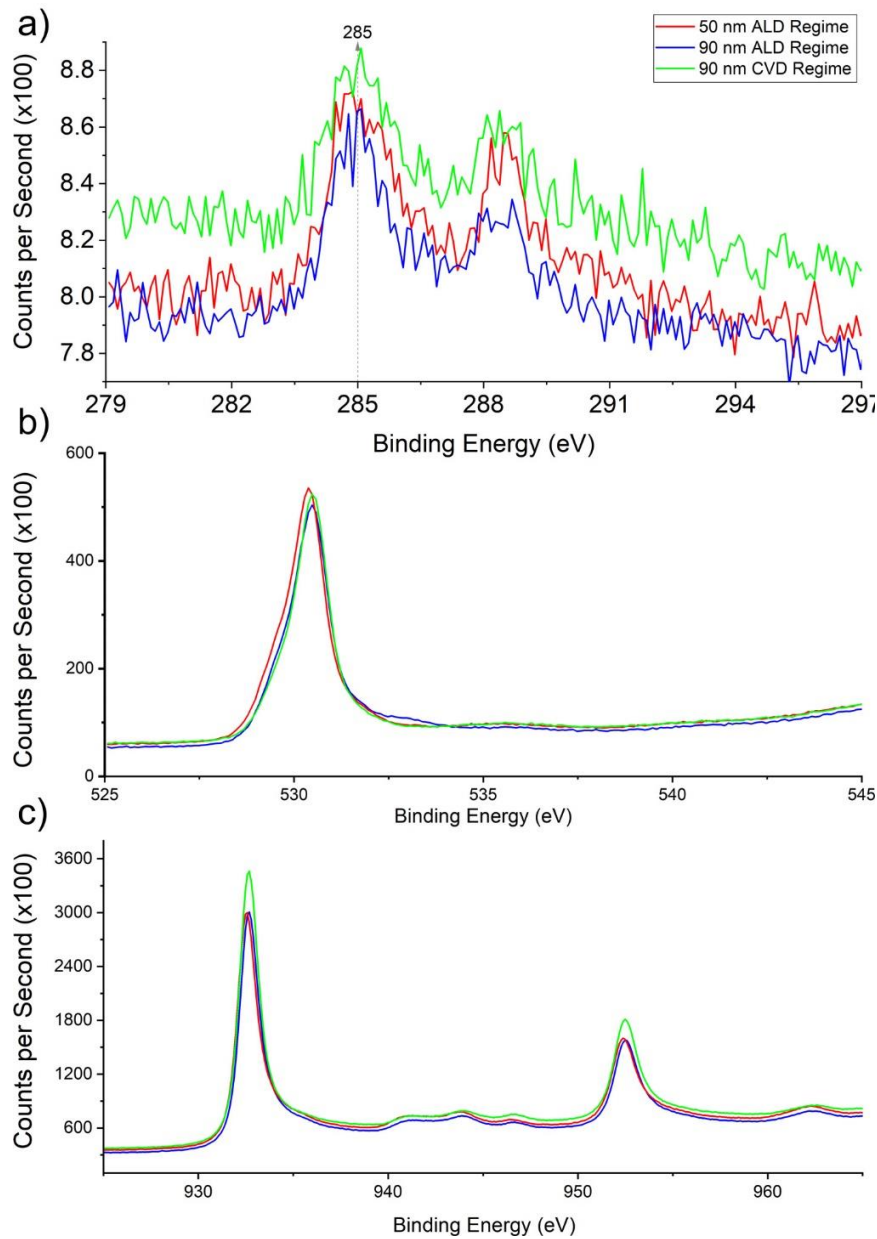 a)
285
50 nm ALD Regime
90 nm ALD Regime
90 nm CVD Regime
Counts per Second (x100)
8.8
8.6
8.4
8.2
8.0
7.8
279 282 285 288 291 294 297
Binding Energy (eV)
b)
Counts per Second (x100)
600
400
200
0
525 530 535 540 545
Binding Energy (eV)
c)
Counts per Second (x100)
3600
3000
2400
1800
1200
600
930 940 950 960
Binding Energy (eV)